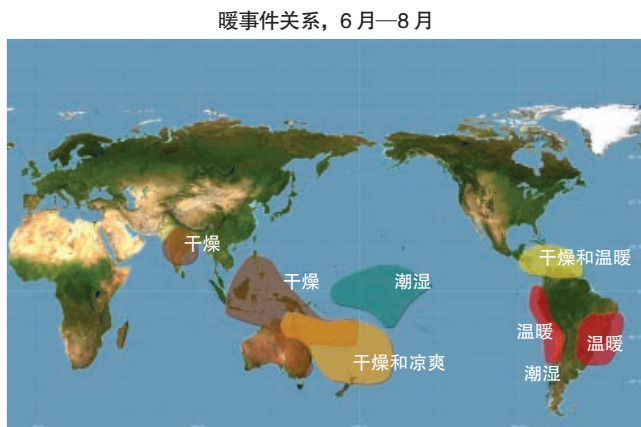 暖事件关系，6 月—8 月
干燥
干燥
潮湿
干燥和温暖
温暖
温暖
干燥和凉爽
潮湿